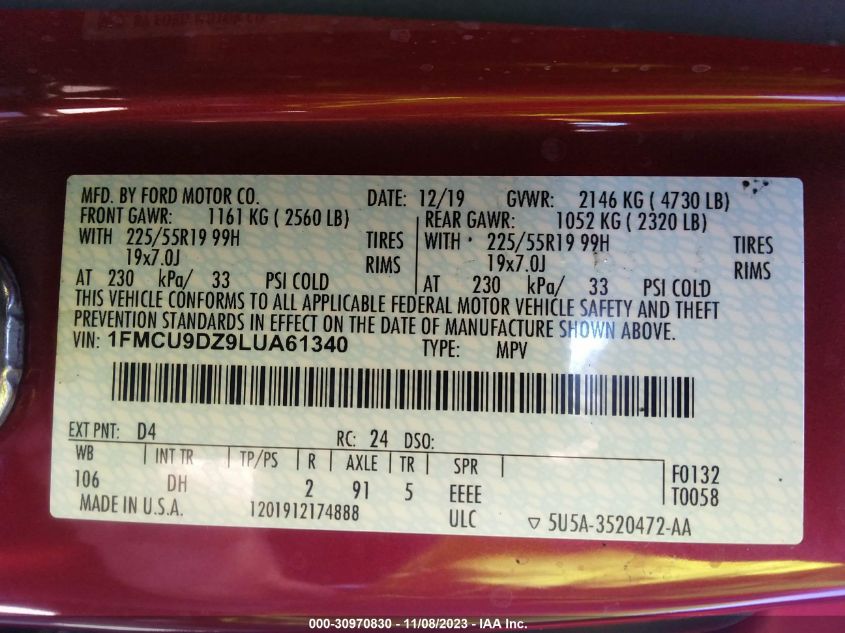 MFD. BY FORD MOTOR CO. DATE: 12/19 GVWR: 2146 KG ( 4730 LB)
FRONT GAWR: 1161 KG ( 2560 LB) REAR GAWR: 1052 KG ( 2320 LB)
WITH 225/55R19 99H TIRES WITH 225/55R19 99H TIRES
19x7.0J RIMS 19x7.0J RIMS
AT 230 kPa/ 33 PSI COLD AT 230 kPa/ 33 PSI COLD
THIS VEHICLE CONFORMS TO ALL APPLICABLE FEDERAL MOTOR VEHICLE SAFETY AND THEFT
PREVENTION STANDARDS IN EFFECT ON THE DATE OF MANUFACTURE SHOWN ABOVE.
VIN: 1FMCU9DZ9LUA61340 TYPE: MPV
EXT PNT: D4 RC: 24 DSO:
WB INT TR TP/PS R AXLE TR SPR F0132
106 DH 2 91 5 EEEE T0058
MADE IN U.S.A. 1201912174888 ULC 5U5A-3520472-AA
000-30970830 - 11/08/2023 - IAA Inc.